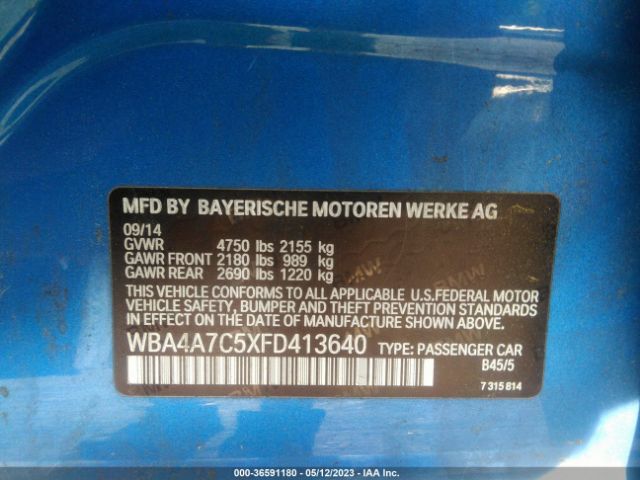 MFD BY BAYERISCHE MOTOREN WERKE AG
09/14
GVWR 4750 lbs 2155 kg
GAWR FRONT 2180 lbs 989 kg
GAWR REAR 2690 lbs 1220 kg
THIS VEHICLE CONFORMS TO ALL APPLICABLE U.S.FEDERAL MOTOR
VEHICLE SAFETY, BUMPER AND THEFT PREVENTION STANDARDS
IN EFFECT ON THE DATE OF MANUFACTURE SHOWN ABOVE.
WBA4A7C5XFD413640 TYPE: PASSENGER CAR
B45/5
7 315 814
000-36591180 - 05/12/2023 - IAA Inc.